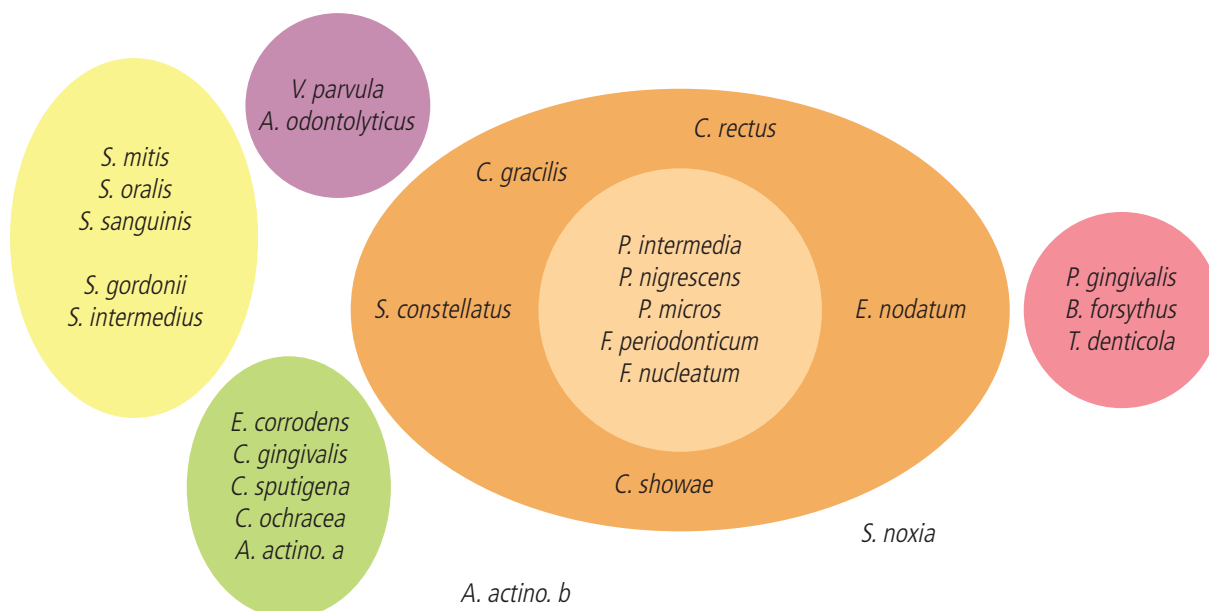 V. parvula
A. odontolyticus
S. mitis
S. oralis
S. sanguinis
S. gordonii
S. intermedius
E. corrodens
C. gingivalis
C. sputigena
C. ochracea
A. actino. a
C. rectus
C. gracilis
S. constellatus
P. intermedia
P. nigrescens
P. micros
F. periodonticum
F. nucleatum
E. nodatum
C. showae
P. gingivalis
B. forsythus
T. denticola
S. noxia
A. actino. b